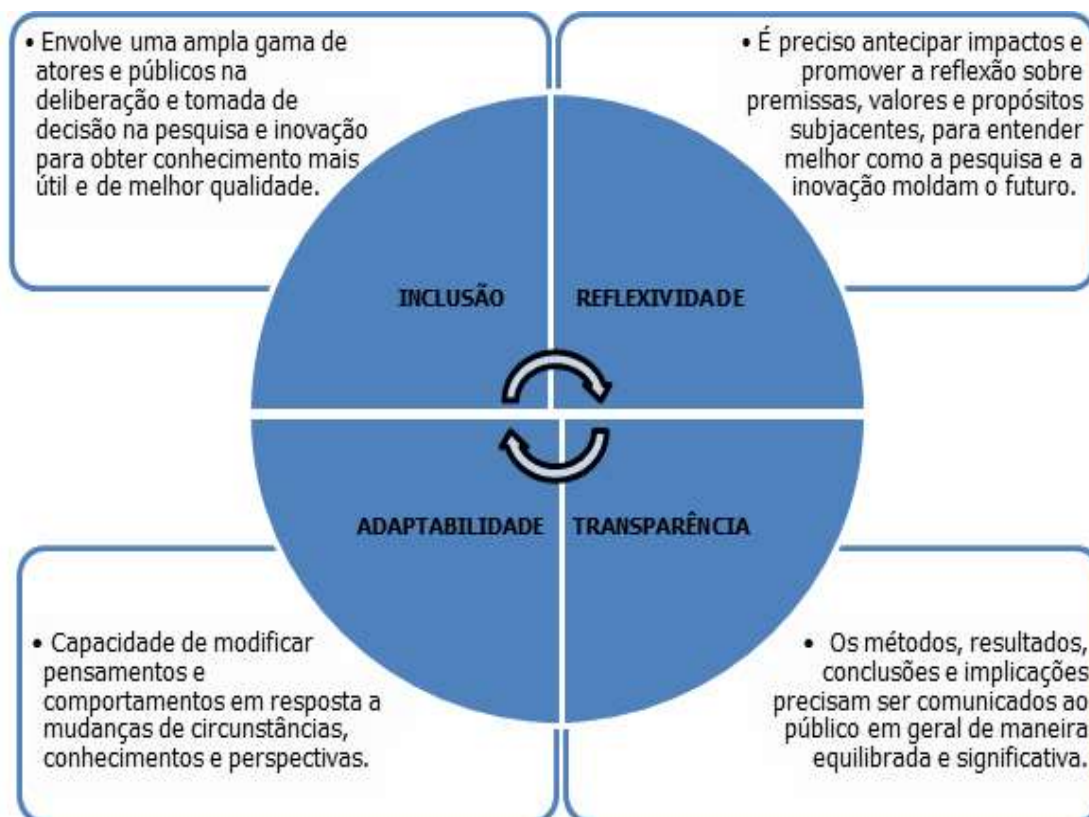 • Envolve uma ampla gama de
atores e públicos na
deliberação e tomada de
decisão na pesquisa e inovação
para obter conhecimento mais
útil e de melhor qualidade.
• É preciso antecipar impactos e
promover a reflexão sobre
premissas, valores e propósitos
subjacentes, para entender
melhor como a pesquisa e a
inovação moldam o futuro.
INCLUSÃO
REFLEXIVIDADE
ADAPTABILIDADE
TRANSPARÊNCIA
• Capacidade de modificar
pensamentos e
comportamentos em resposta a
mudanças de circunstâncias,
conhecimentos e perspectivas.
• Os métodos, resultados,
conclusões e implicações
precisam ser comunicados ao
público em geral de maneira
equilibrada e significativa.